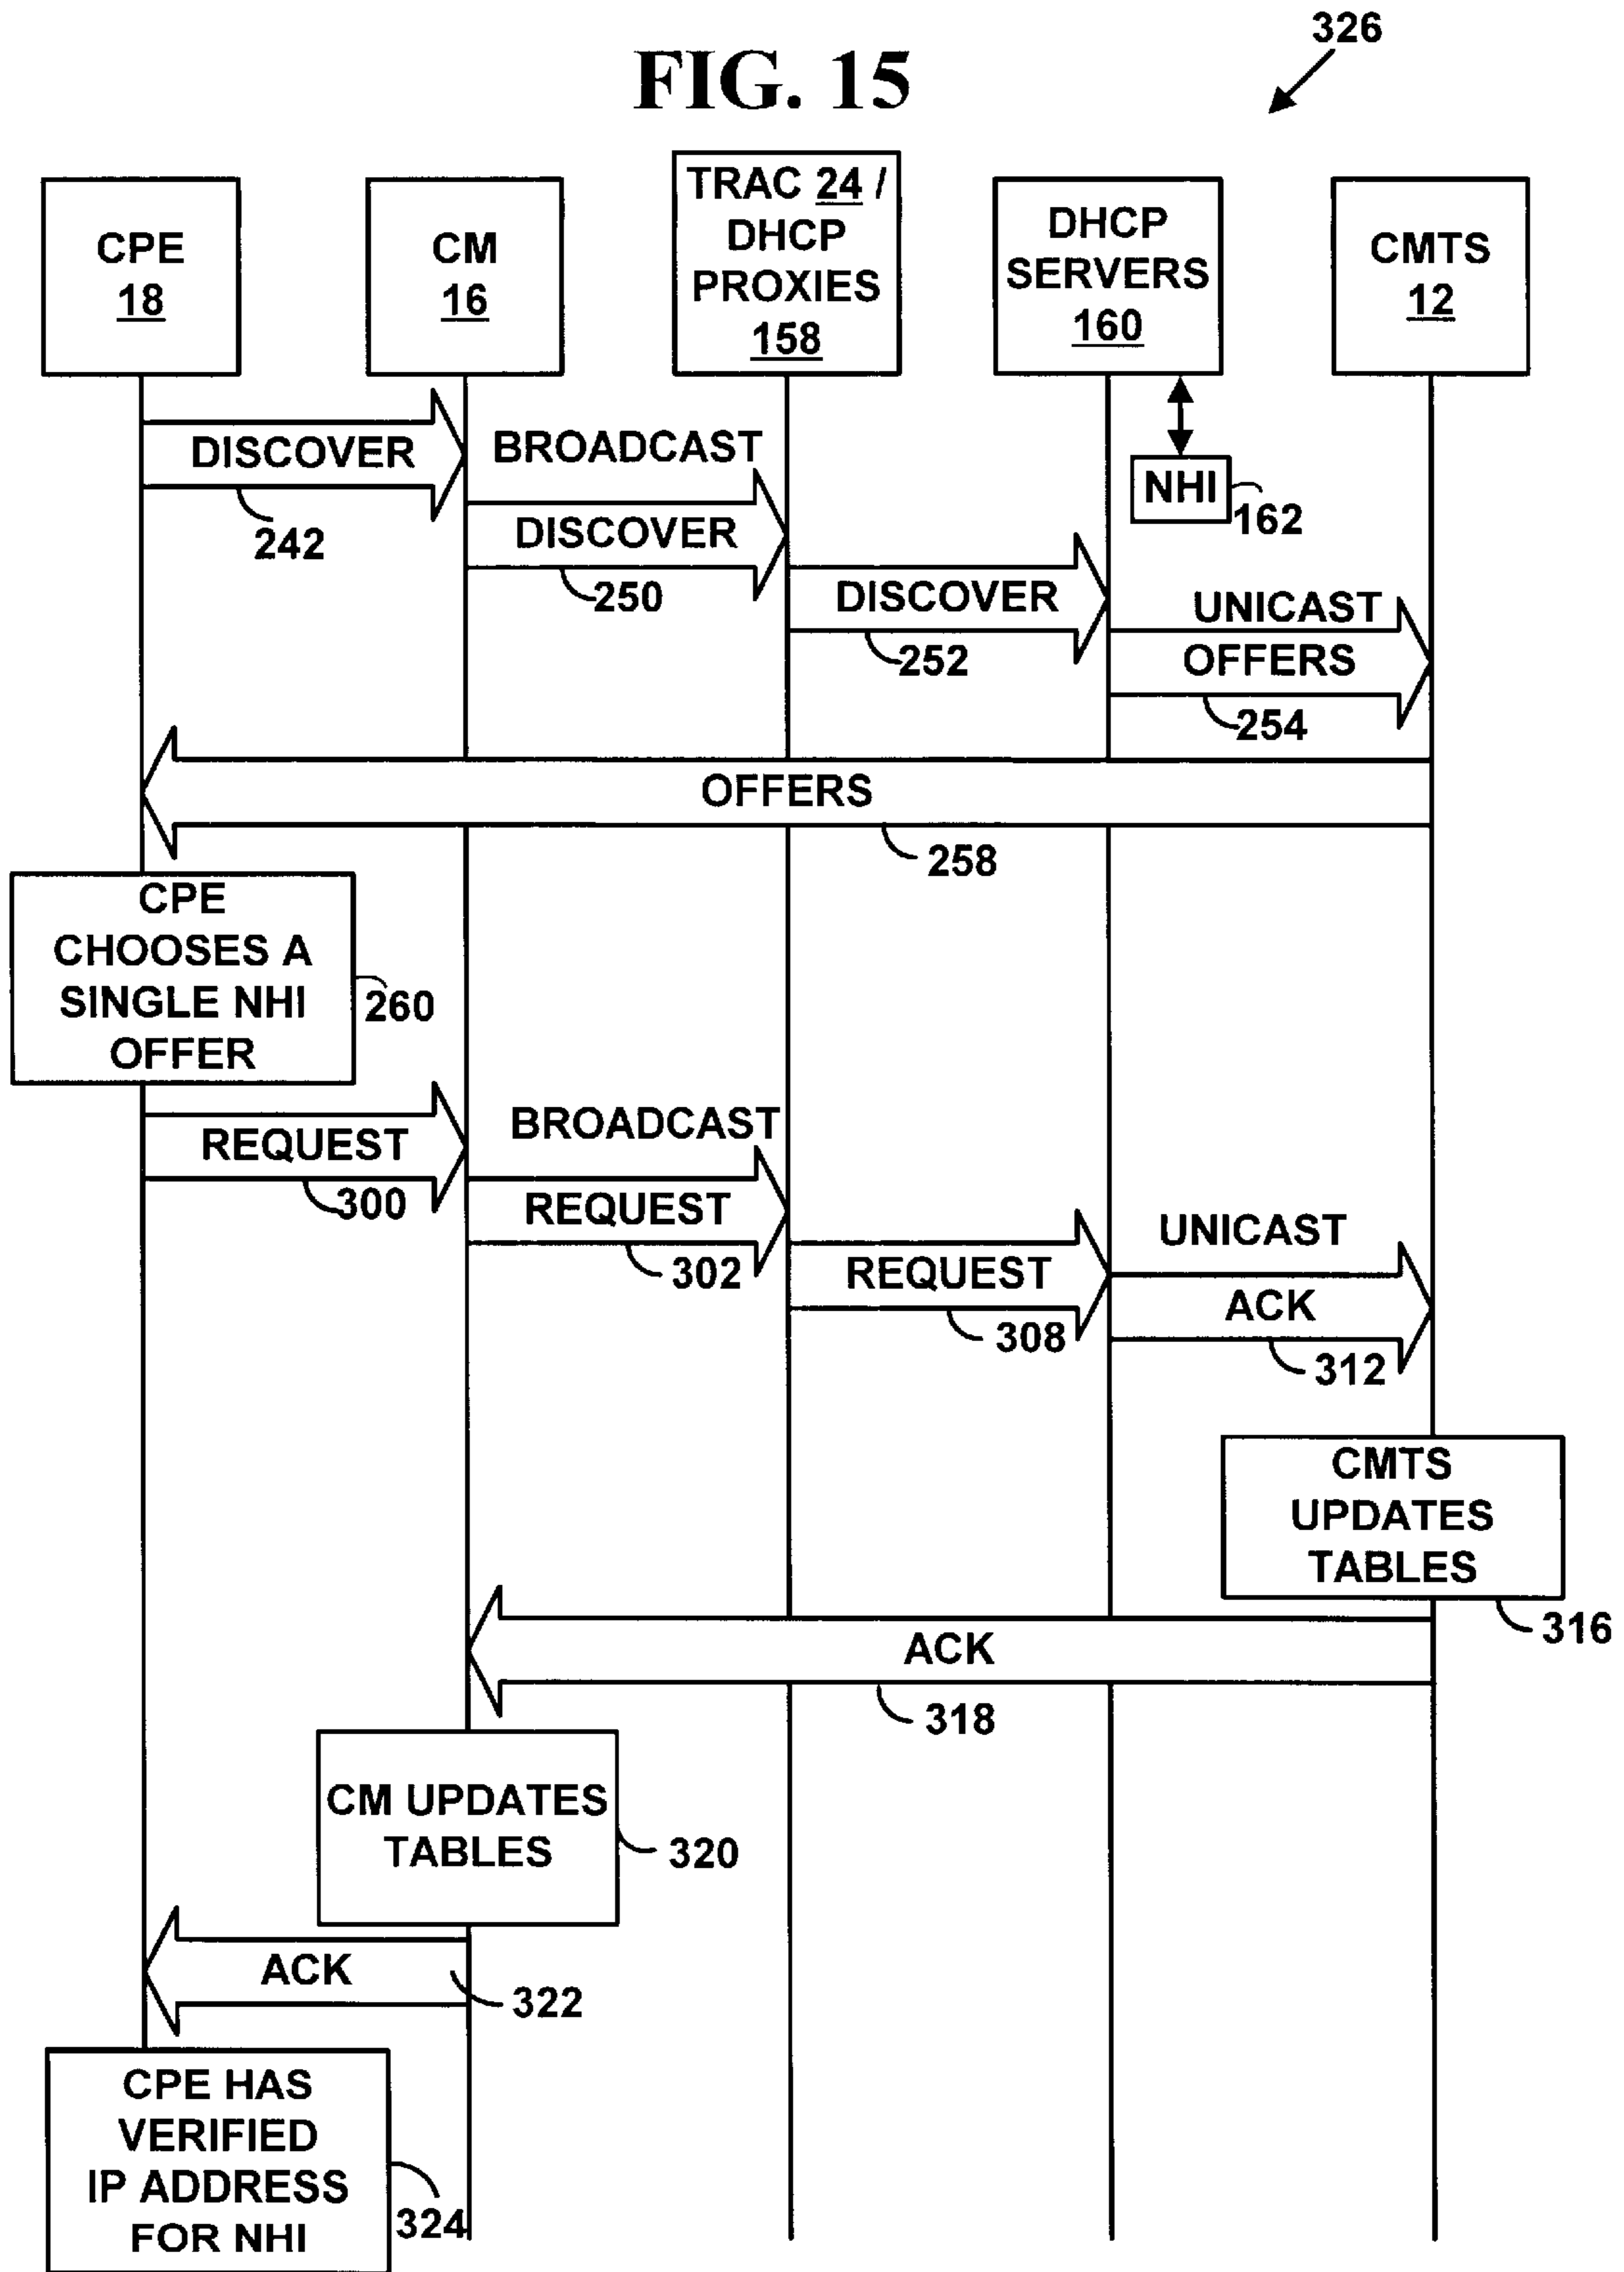 326
FIG. 15
CPE
18
CM
16
TRAC 24 /
DHCP
PROXIES
158
DHCP
SERVERS
160
CMTS
12
DISCOVER
242
BROADCAST
DISCOVER
250
NHI
162
DISCOVER
252
UNICAST
OFFERS
254
OFFERS
258
CPE
CHOOSES A
SINGLE NHI
OFFER
260
REQUEST
300
BROADCAST
REQUEST
302
REQUEST
308
UNICAST
ACK
312
CMTS
UPDATES
TABLES
316
ACK
318
CM UPDATES
TABLES
320
ACK
322
CPE HAS
VERIFIED
IP ADDRESS
FOR NHI
324